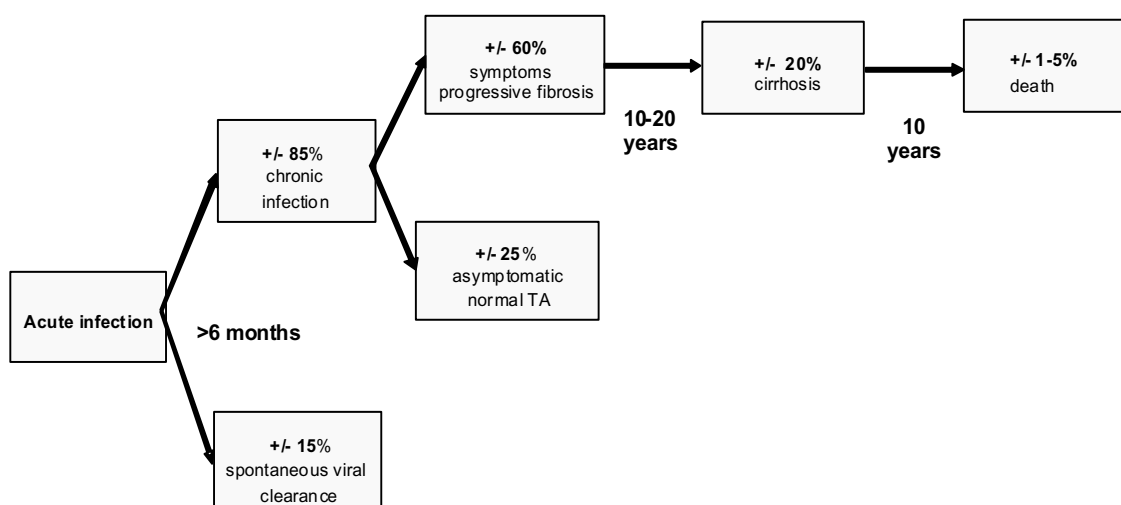 +/- 60%
symptoms
progressive fibrosis
+/- 20%
cirrhosis
+/- 1-5%
death
10-20
years
10
years
+/- 85%
chronic
infection
+/- 25%
asymptomatic
normal TA
Acute infection
>6 months
+/- 15%
spontaneous viral
clearance